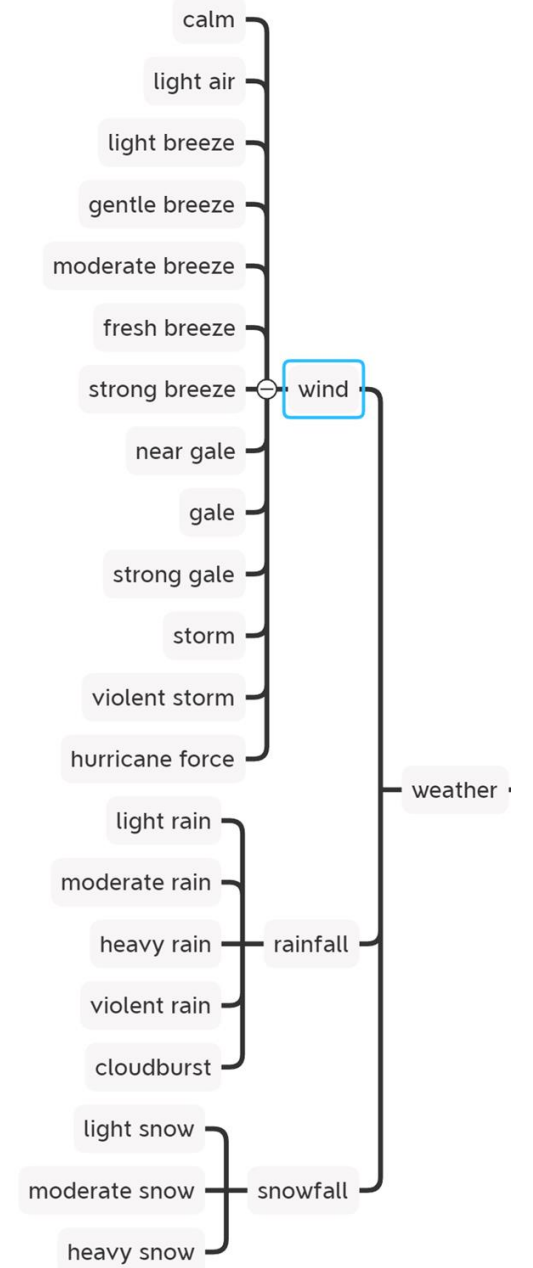 calm
light air
light breeze
gentle breeze
moderate breeze
fresh breeze
strong breeze
wind
near gale
gale
strong gale
storm
violent storm
hurricane force
weather
light rain
moderate rain
heavy rain
rainfall
violent rain
cloudburst
light snow
moderate snow
snowfall
heavy snow